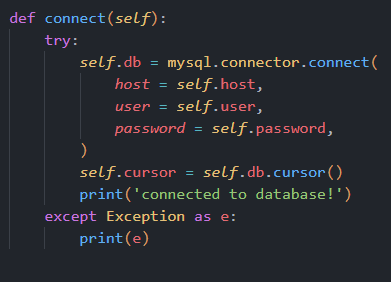 def connect(self):
    try:
        self.db = mysql.connector.connect(
            host = self.host,
            user = self.user,
            password = self.password,
        )
        self.cursor = self.db.cursor()
        print('connected to database!')
    except Exception as e:
        print(e)